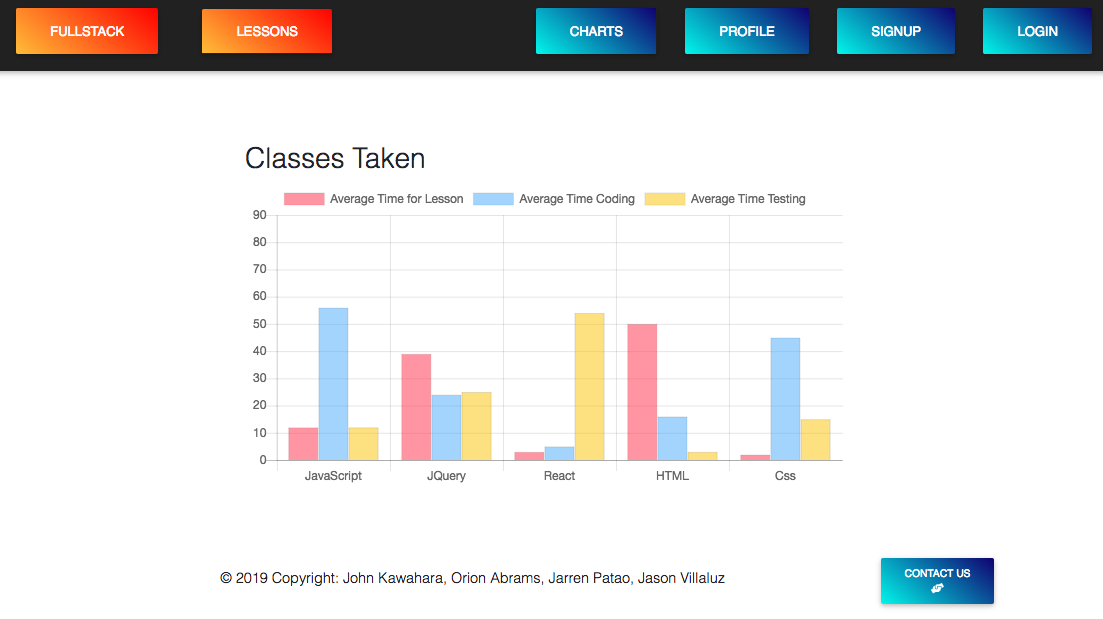 FULLSTACK LESSONS CHARTS PROFILE SIGNUP LOGIN
Classes Taken
Average Time for Lesson Average Time Coding Average Time Testing
90
80
70
60
50
40
30
20
10
0
JavaScript JQuery React HTML Css
© 2019 Copyright: John Kawahara, Orion Abrams, Jarren Patao, Jason Villaluz
CONTACT US